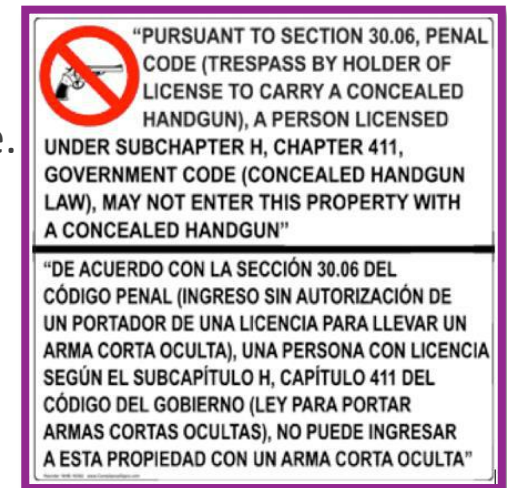 e.
“PURSUANT TO SECTION 30.06, PENAL
CODE (TRESPASS BY HOLDER OF
LICENSE TO CARRY A CONCEALED
HANDGUN), A PERSON LICENSED
UNDER SUBCHAPTER H, CHAPTER 411,
GOVERNMENT CODE (CONCEALED HANDGUN
LAW), MAY NOT ENTER THIS PROPERTY WITH
A CONCEALED HANDGUN”
“DE ACUERDO CON LA SECCIÓN 30.06 DEL
CÓDIGO PENAL (INGRESO SIN AUTORIZACIÓN DE
UN PORTADOR DE UNA LICENCIA PARA LLEVAR UN
ARMA CORTA OCULTA), UNA PERSONA CON LICENCIA
SEGÚN EL SUBCAPÍTULO H, CAPÍTULO 411 DEL
CÓDIGO DEL GOBIERNO (LEY PARA PORTAR
ARMAS CORTAS OCULTAS), NO PUEDE INGRESAR
A ESTA PROPIEDAD CON UN ARMA CORTA OCULTA”